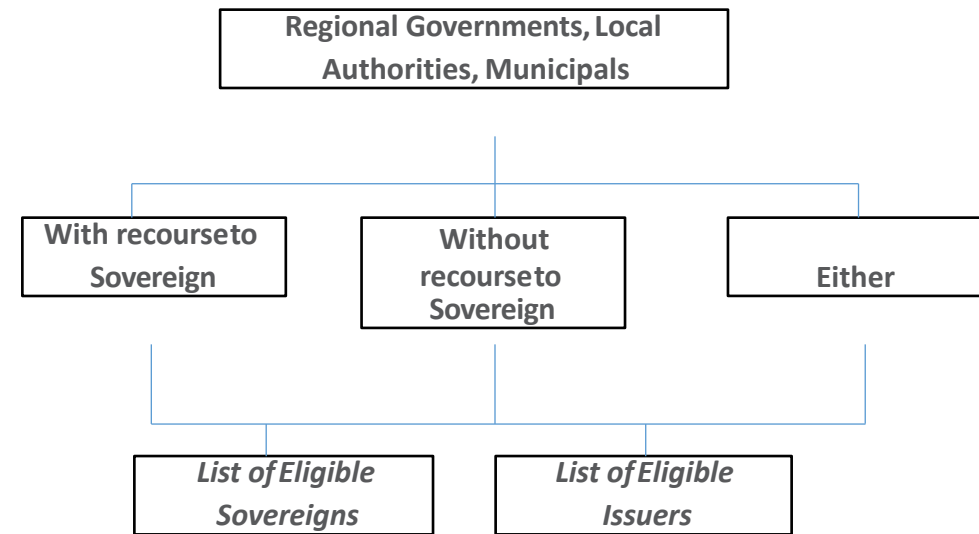 Regional Governments, Local
Authorities, Municipals
With recourseto
Sovereign
Without
recourseto
Sovereign
Either
List of Eligible
Sovereigns
List of Eligible
Issuers